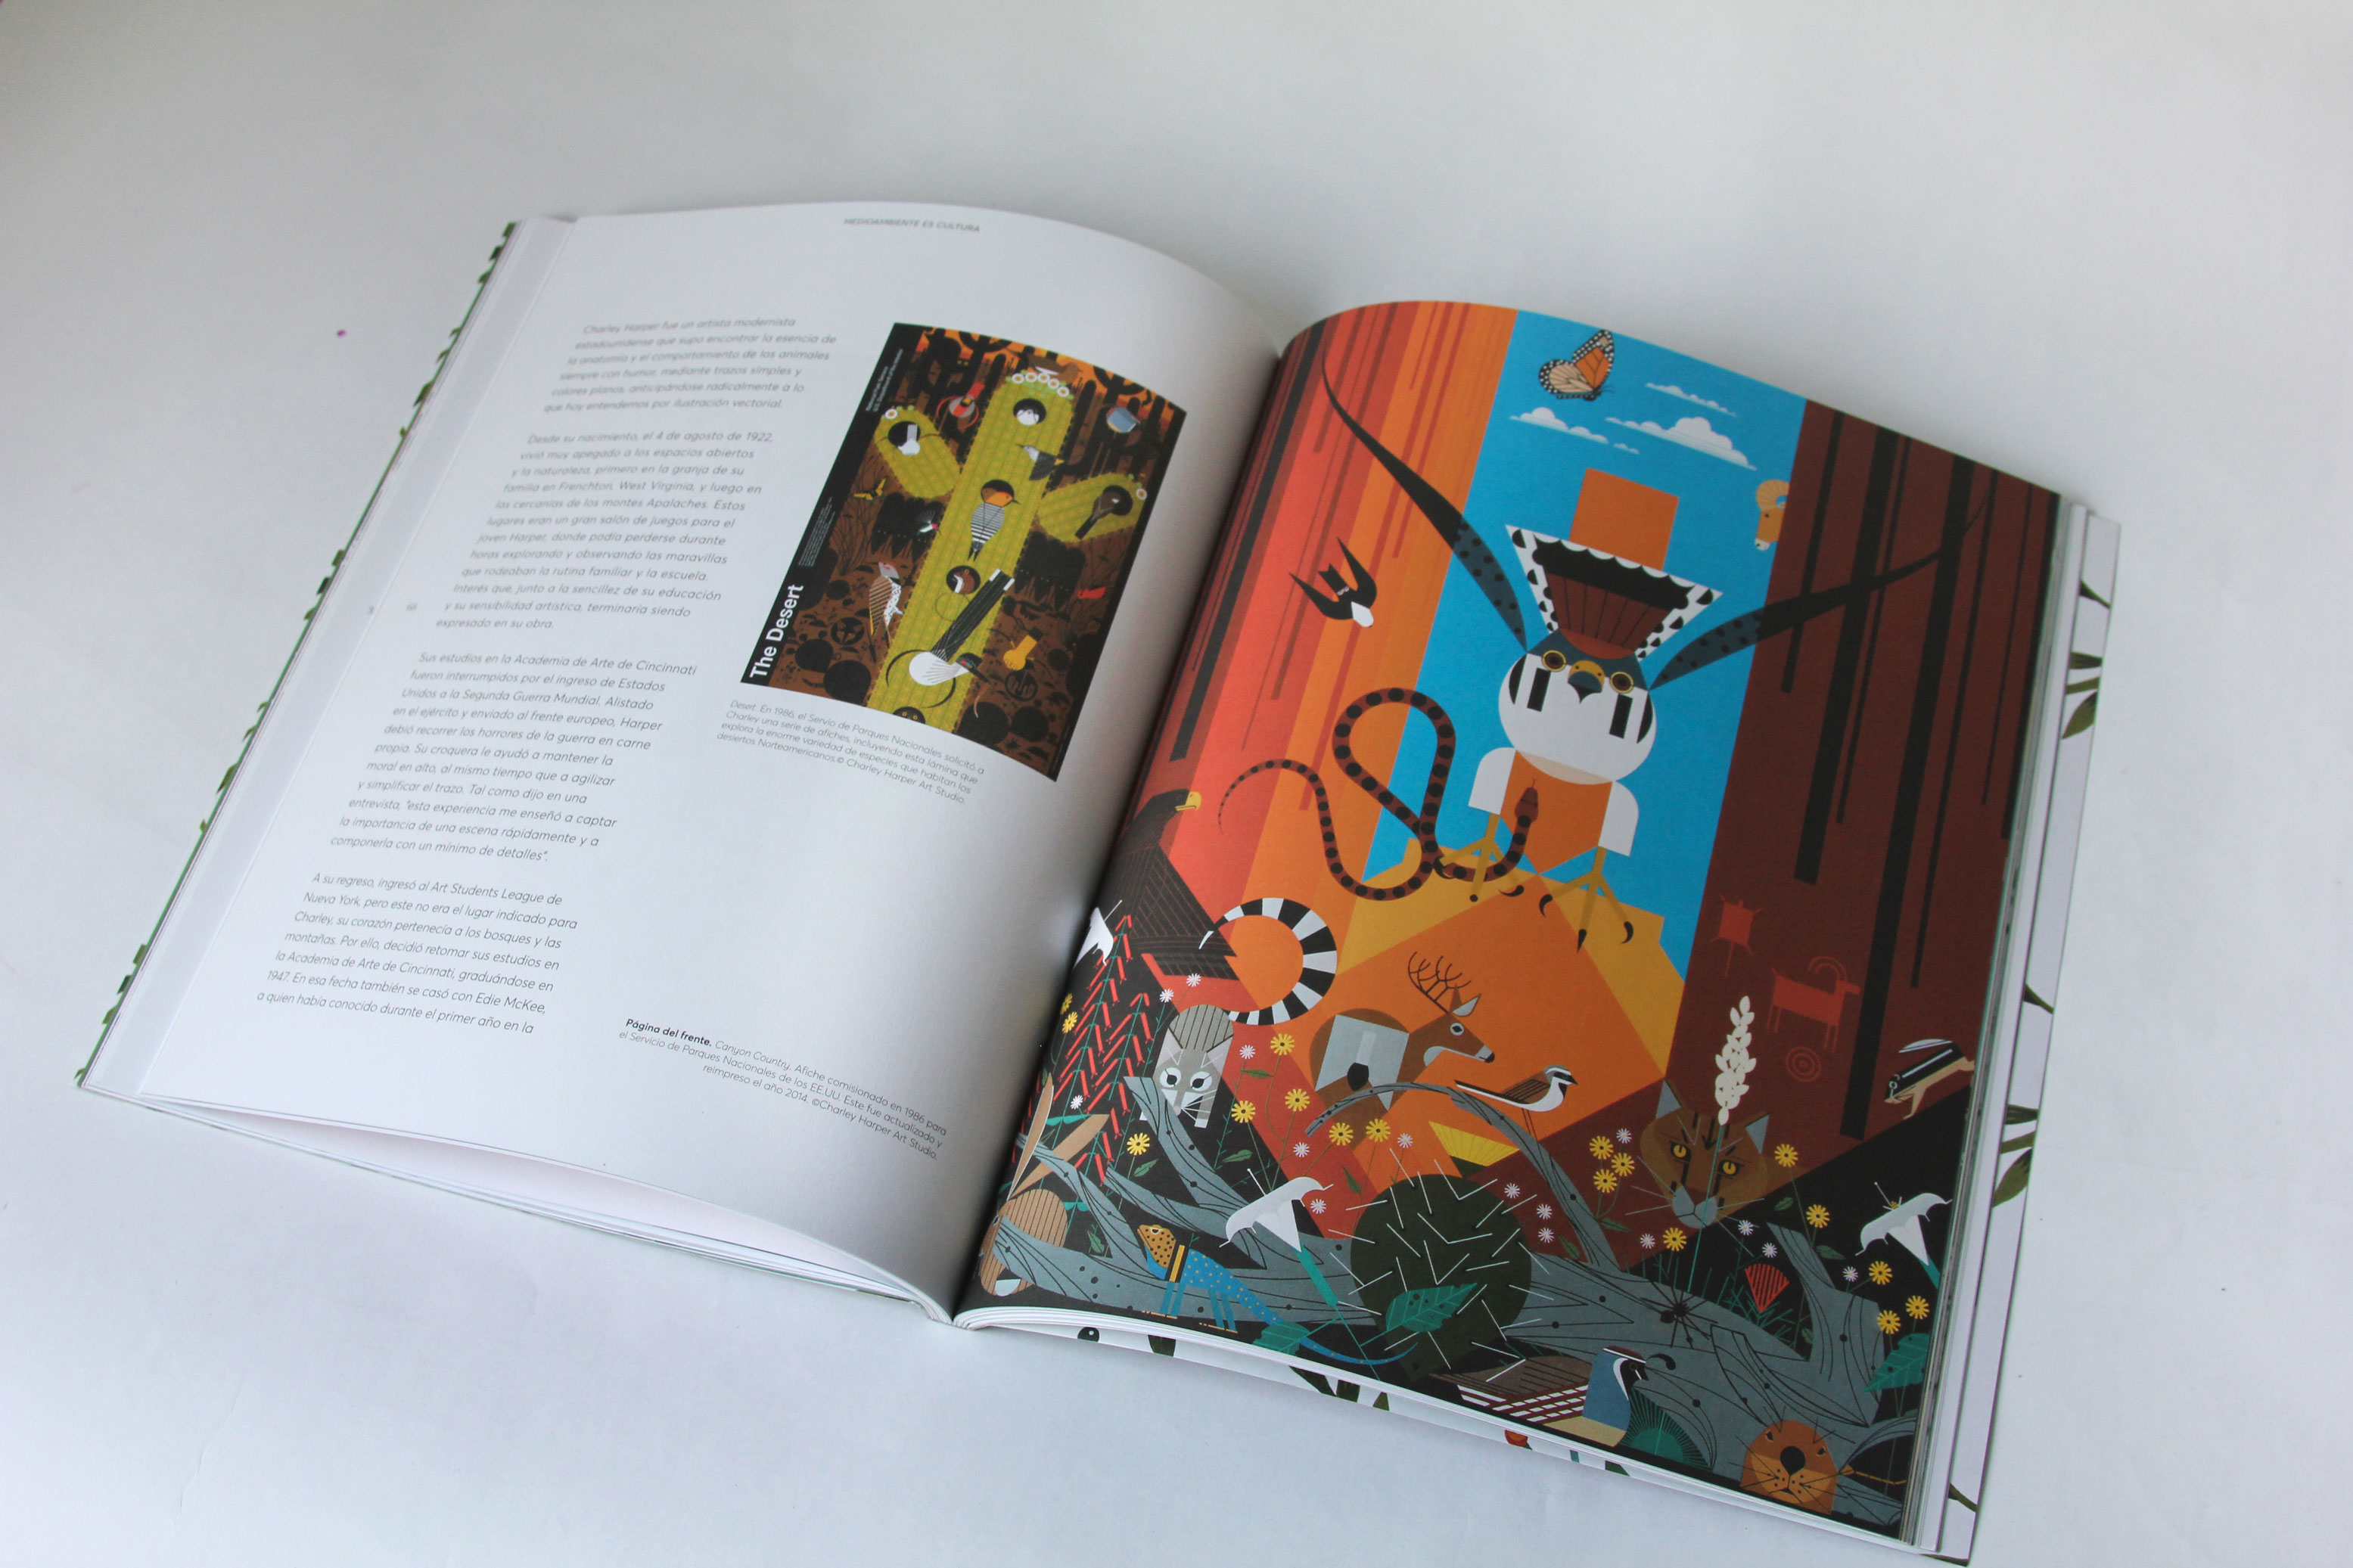 MEDIOAMBIENTE ES CULTURA
Charley Harper fue un artista modernista
estadounidense que supo encontrar la esencia de
la anatomía y el comportamiento de los animales
siempre con humor, mediante trazos simples y
colores planos, anticipándose radicalmente a lo
que hoy entendemos por ilustración vectorial.
Desde su nacimiento, el 4 de agosto de 1922,
vivió muy apegado a los espacios abiertos
y la naturaleza, primero en la granja de su
familia en Frenchton, West Virginia, y luego en
las cercanías de los montes Apalaches. Estos
lugares eran un gran salón de juegos para el
joven Harper, donde podía perderse durante
horas explorando y observando las maravillas
que rodeaban la rutina familiar y la escuela.
Interés que, junto a la sencillez de su educación
y su sensibilidad artística, terminaría siendo
expresado en su obra.
Sus estudios en la Academia de Arte de Cincinnati
fueron interrumpidos por el ingreso de Estados
Unidos a la Segunda Guerra Mundial. Alistado
en el ejército y enviado al frente europeo, Harper
debió recorrer los horrores de la guerra en carne
propia. Su croquera le ayudó a mantener la
moral en alto, al mismo tiempo que a agilizar
y simplificar el trazo. Tal como dijo en una
entrevista, "esta experiencia me enseñó a captar
la importancia de una escena rápidamente y a
componerla con un mínimo de detalles".
A su regreso, ingresó al Art Students League de
Nueva York, pero este no era el lugar indicado para
Charley, su corazón pertenecía a los bosques y las
montañas. Por ello, decidió retomar sus estudios en
la Academia de Arte de Cincinnati, graduándose en
1947. En esa fecha también se casó con Edie McKee,
a quien había conocido durante el primer año en la
The Desert
Desert. En 1986, el Servio de Parques Nacionales solicitó a
Charley una serie de afiches, incluyendo esta lámina que
explora la enorme variedad de especies que habitan los
desiertos Norteamericanos.© Charley Harper Art Studio.
Página del frente. Canyon Country. Afiche comisionado en 1986 para
el Servicio de Parques Nacionales de los EE.UU. Este fue actualizado y
reimpreso el año 2014. ©Charley Harper Art Studio.